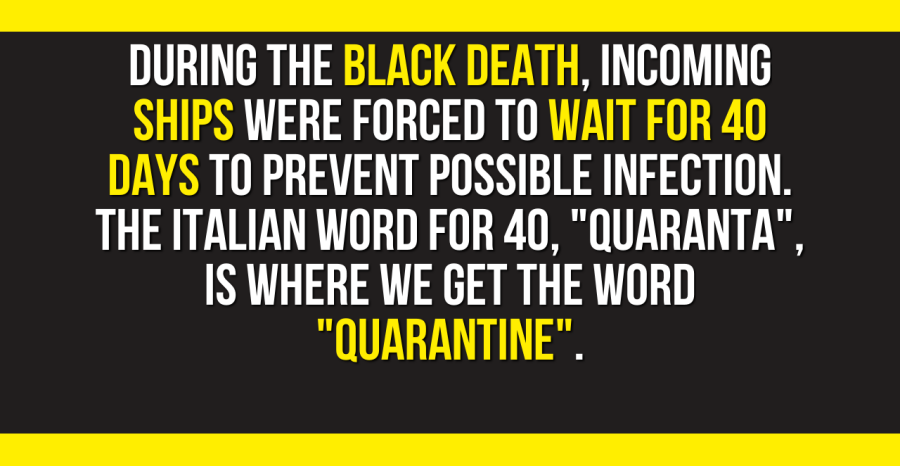 DURING THE BLACK DEATH, INCOMING
SHIPS WERE FORCED TO WAIT FOR 40
DAYS TO PREVENT POSSIBLE INFECTION.
THE ITALIAN WORD FOR 40, "QUARANTA",
IS WHERE WE GET THE WORD
"QUARANTINE".